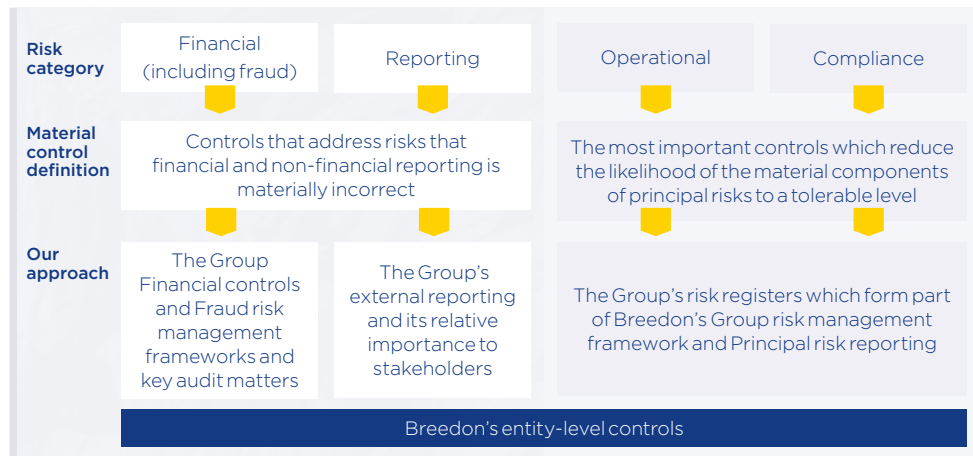 Risk
category
Financial
(including fraud)
Reporting
Operational
Compliance
Material
control
definition
Controls that address risks that
financial and non-financial reporting is
materially incorrect
The most important controls which reduce
the likelihood of the material components
of principal risks to a tolerable level
Our
approach
The Group
Financial controls
and Fraud risk
management
frameworks and
key audit matters
The Group's
external reporting
and its relative
importance to
stakeholders
The Group's risk registers which form part
of Breedon's Group risk management
framework and Principal risk reporting
Breedon's entity-level controls